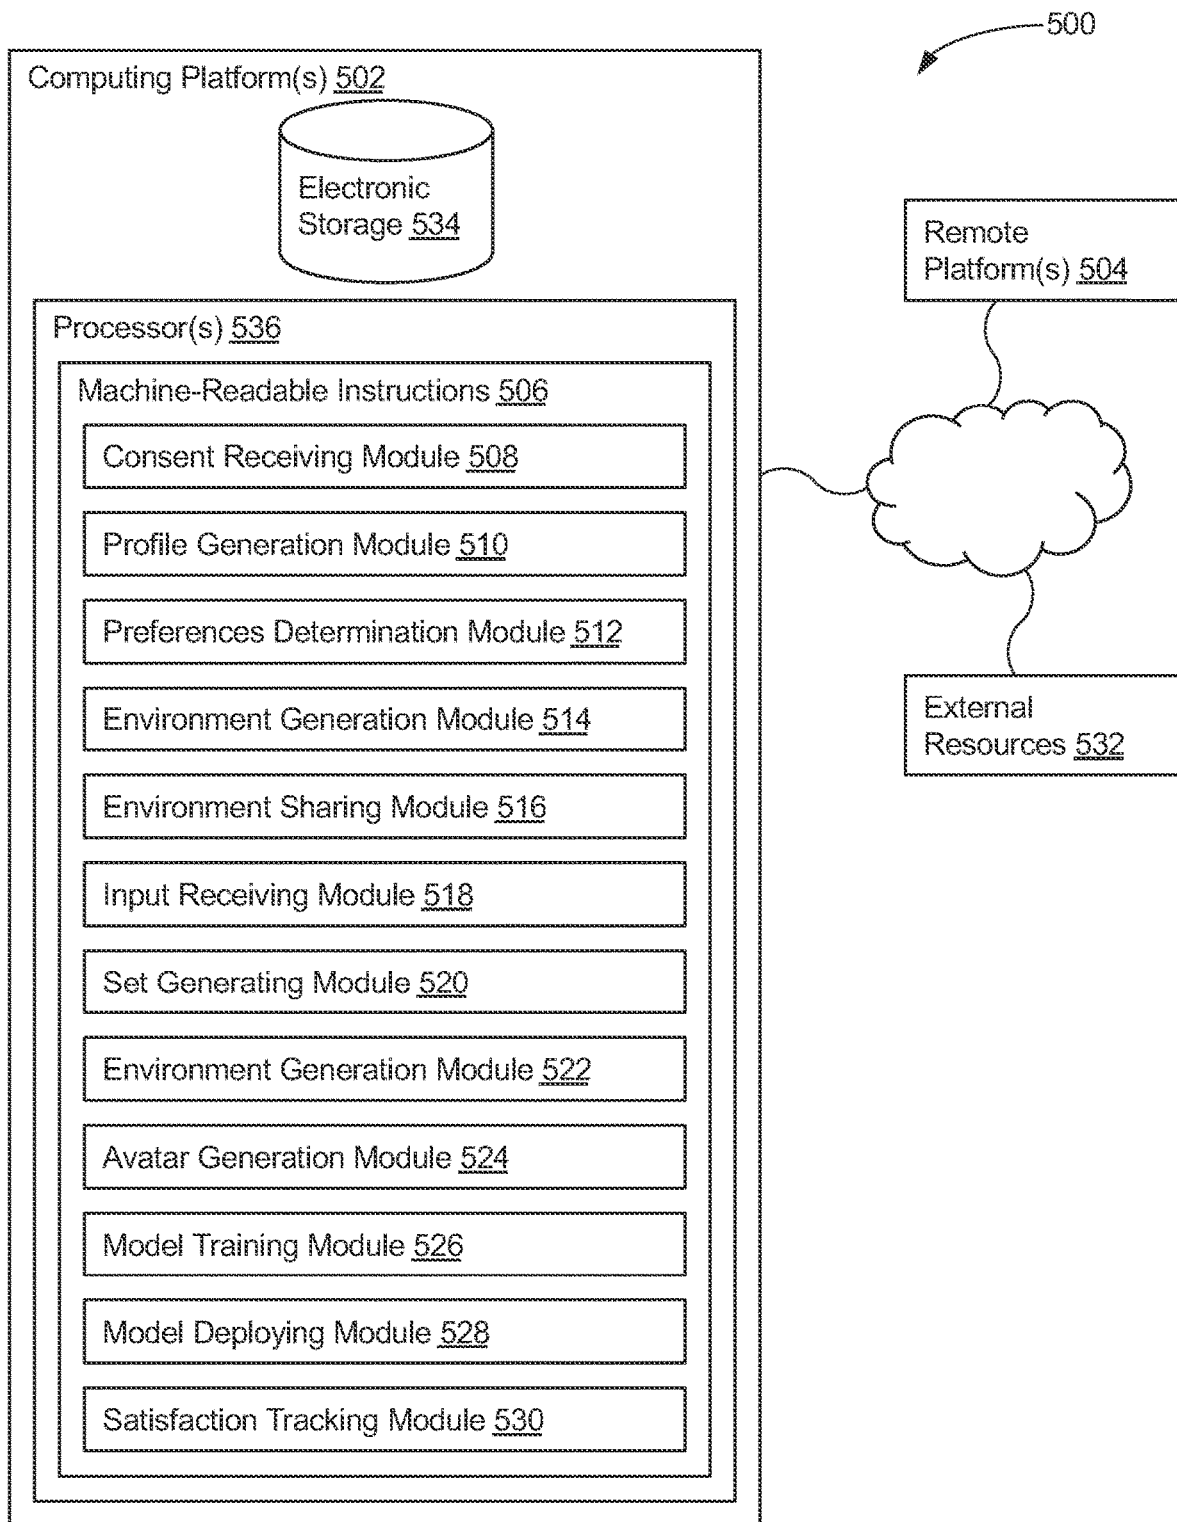 500
Computing Platform(s) 502
Electronic
Storage 534
Remote
Platform(s) 504
Processor(s) 536
Machine-Readable Instructions 506
Consent Receiving Module 508
Profile Generation Module 510
Preferences Determination Module 512
Environment Generation Module 514
External
Resources 532
Environment Sharing Module 516
Input Receiving Module 518
Set Generating Module 520
Environment Generation Module 522
Avatar Generation Module 524
Model Training Module 526
Model Deploying Module 528
Satisfaction Tracking Module 530